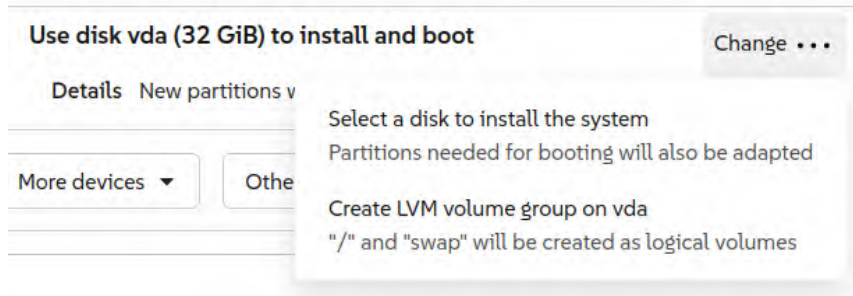 Use disk vda (32 GiB) to install and boot
Change
Details New partitions
Select a disk to install the system
Partitions needed for booting will also be adapted
More devices
Create LVM volume group on vda
"/" and "swap" will be created as logical volumes